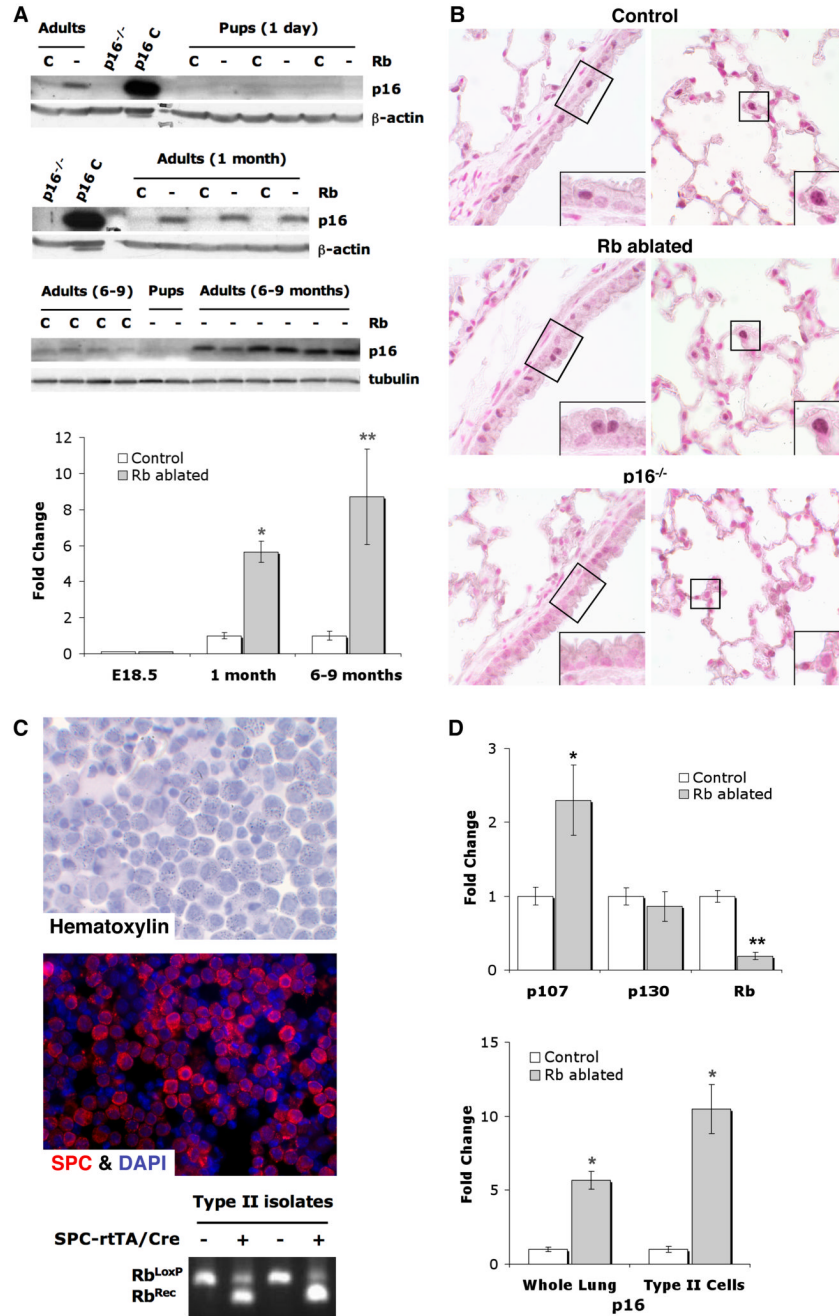 A
Adults p16-/- p16 C Pups (1 day)
C - C - C - C - Rb
p16
β-actin
p16-/- p16 C Adults (1 month)
C - C - C - Rb
p16
β-actin
Adults (6-9) Pups Adults (6-9 months)
C C C C - - - - - - - - Rb
p16
tubulin
12
10
8
6
4
2
0
Fold Change
Control
Rb ablated
*
**
E18.5 1 month 6-9 months
B
Control
Rb ablated
p16-/-
C
Hematoxylin
SPC & DAPI
Type II isolates
SPC-rtTA/Cre - + - +
RbLoxP
RbRec
D
3
2
1
0
Fold Change
Control
Rb ablated
*
**
p107 p130 Rb
15
10
5
0
Fold Change
Control
Rb ablated
*
*
Whole Lung Type II Cells
p16